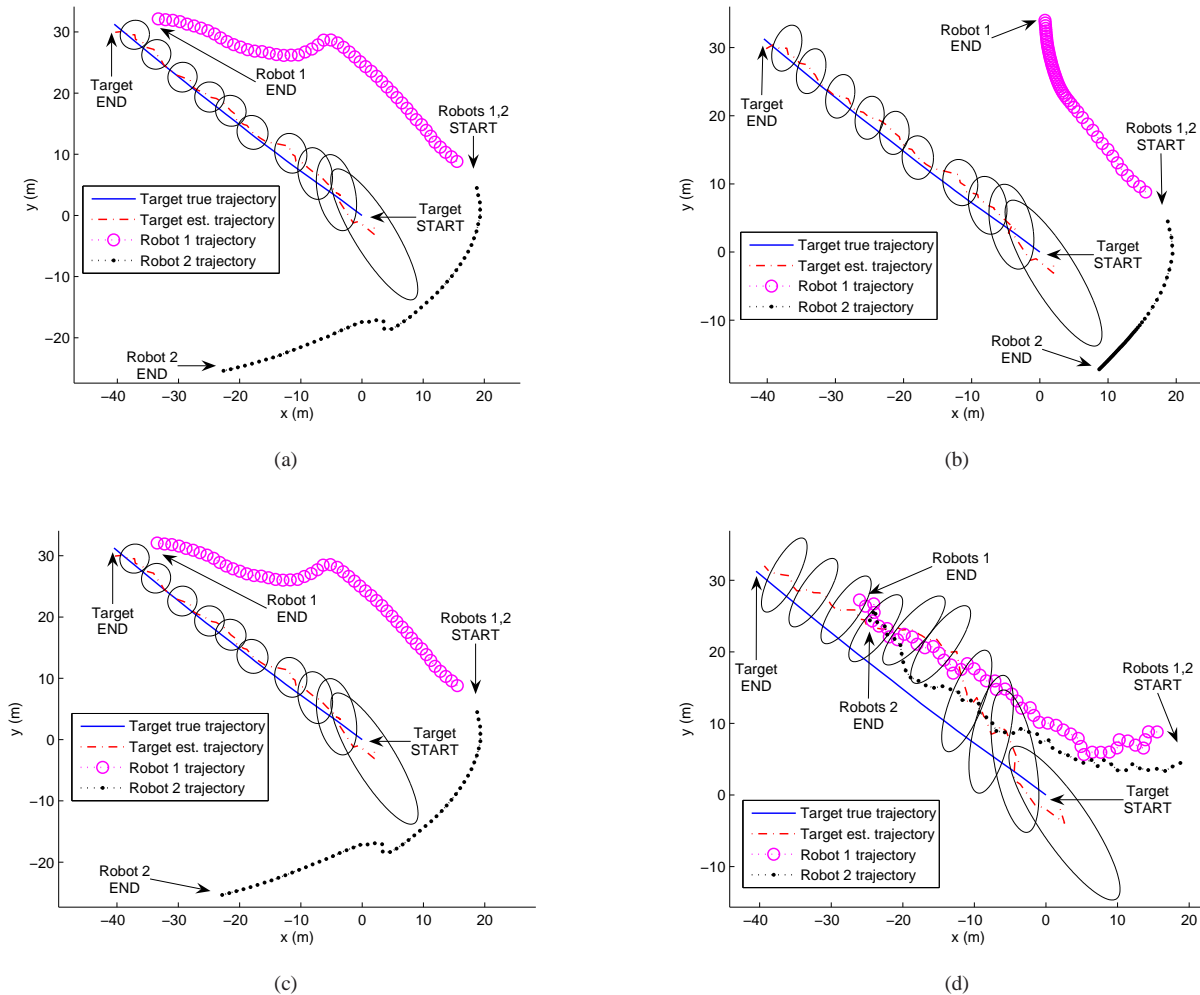 30
20
10
0
−10
−20
y (m)
−40
−30
−20
−10
0
10
20
x (m)
Target
END
Robot 1
END
Robots 1,2
START
Target
START
Robot 2
END
Target true trajectory
Target est. trajectory
Robot 1 trajectory
Robot 2 trajectory
(a)
30
20
10
0
−10
y (m)
−40
−30
−20
−10
0
10
20
x (m)
Robot 1
END
Target
END
Robots 1,2
START
Target
START
Robot 2
END
Target true trajectory
Target est. trajectory
Robot 1 trajectory
Robot 2 trajectory
(b)
30
20
10
0
−10
−20
y (m)
−40
−30
−20
−10
0
10
20
x (m)
Target
END
Robot 1
END
Robots 1,2
START
Target
START
Robot 2
END
Target true trajectory
Target est. trajectory
Robot 1 trajectory
Robot 2 trajectory
(c)
30
20
10
0
−10
y (m)
−40
−30
−20
−10
0
10
20
x (m)
Robots 1
END
Target
END
Robots 2
END
Robots 1,2
START
Target
START
Target true trajectory
Target est. trajectory
Robot 1 trajectory
Robot 2 trajectory
(d)